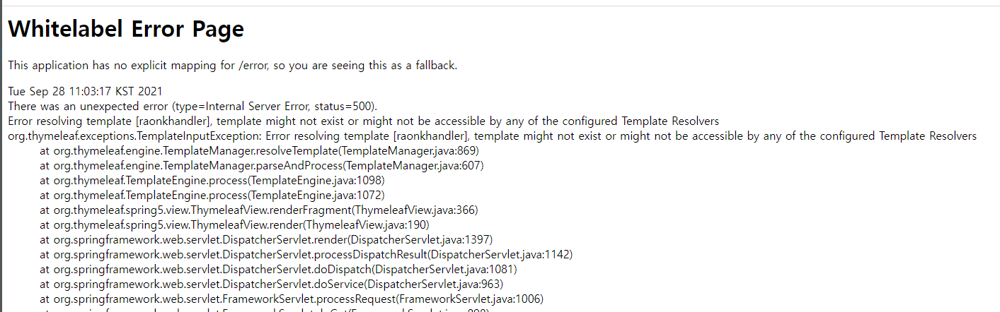 Whitelabel Error Page
This application has no explicit mapping for /error, so you are seeing this as a fallback.
Tue Sep 28 11:03:17 KST 2021
There was an unexpected error (type=Internal Server Error, status=500).
Error resolving template [raonkhandler], template might not exist or might not be accessible by any of the configured Template Resolvers
org.thymeleaf.exceptions.TemplateInputException: Error resolving template [raonkhandler], template might not exist or might not be accessible by any of the configured Template Resolvers
at org.thymeleaf.engine.TemplateManager.resolveTemplate(TemplateManager.java:869)
at org.thymeleaf.engine.TemplateManager.parseAndProcess(TemplateManager.java:607)
at org.thymeleaf.TemplateEngine.process(TemplateEngine.java:1098)
at org.thymeleaf.TemplateEngine.process(TemplateEngine.java:1072)
at org.thymeleaf.spring5.view.ThymeleafView.renderFragment(ThymeleafView.java:366)
at org.thymeleaf.spring5.view.ThymeleafView.render(ThymeleafView.java:190)
at org.springframework.web.servlet.DispatcherServlet.render(DispatcherServlet.java:1397)
at org.springframework.web.servlet.DispatcherServlet.processDispatchResult(DispatcherServlet.java:1142)
at org.springframework.web.servlet.DispatcherServlet.doDispatch(DispatcherServlet.java:1081)
at org.springframework.web.servlet.DispatcherServlet.doService(DispatcherServlet.java:963)
at org.springframework.web.servlet.FrameworkServlet.processRequest(FrameworkServlet.java:1006)